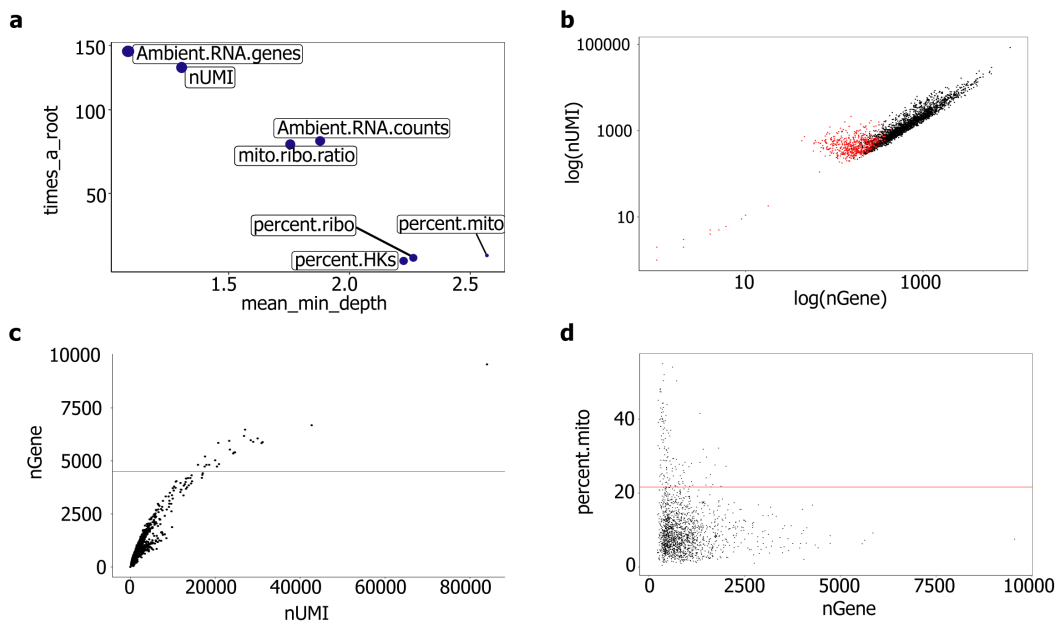 a
150
100
50
times_a_root
Ambient.RNA.genes
nUMI
Ambient.RNA.counts
mito.ribo.ratio
percent.ribo
percent.mito
percent.HKs
1.5
2.0
2.5
mean_min_depth
b
100000
1000
10
log(nUMI)
10
1000
log(nGene)
c
10000
7500
5000
2500
0
nGene
0
20000
40000
60000
80000
nUMI
d
40
20
0
percent.mito
0
2500
5000
7500
10000
nGene